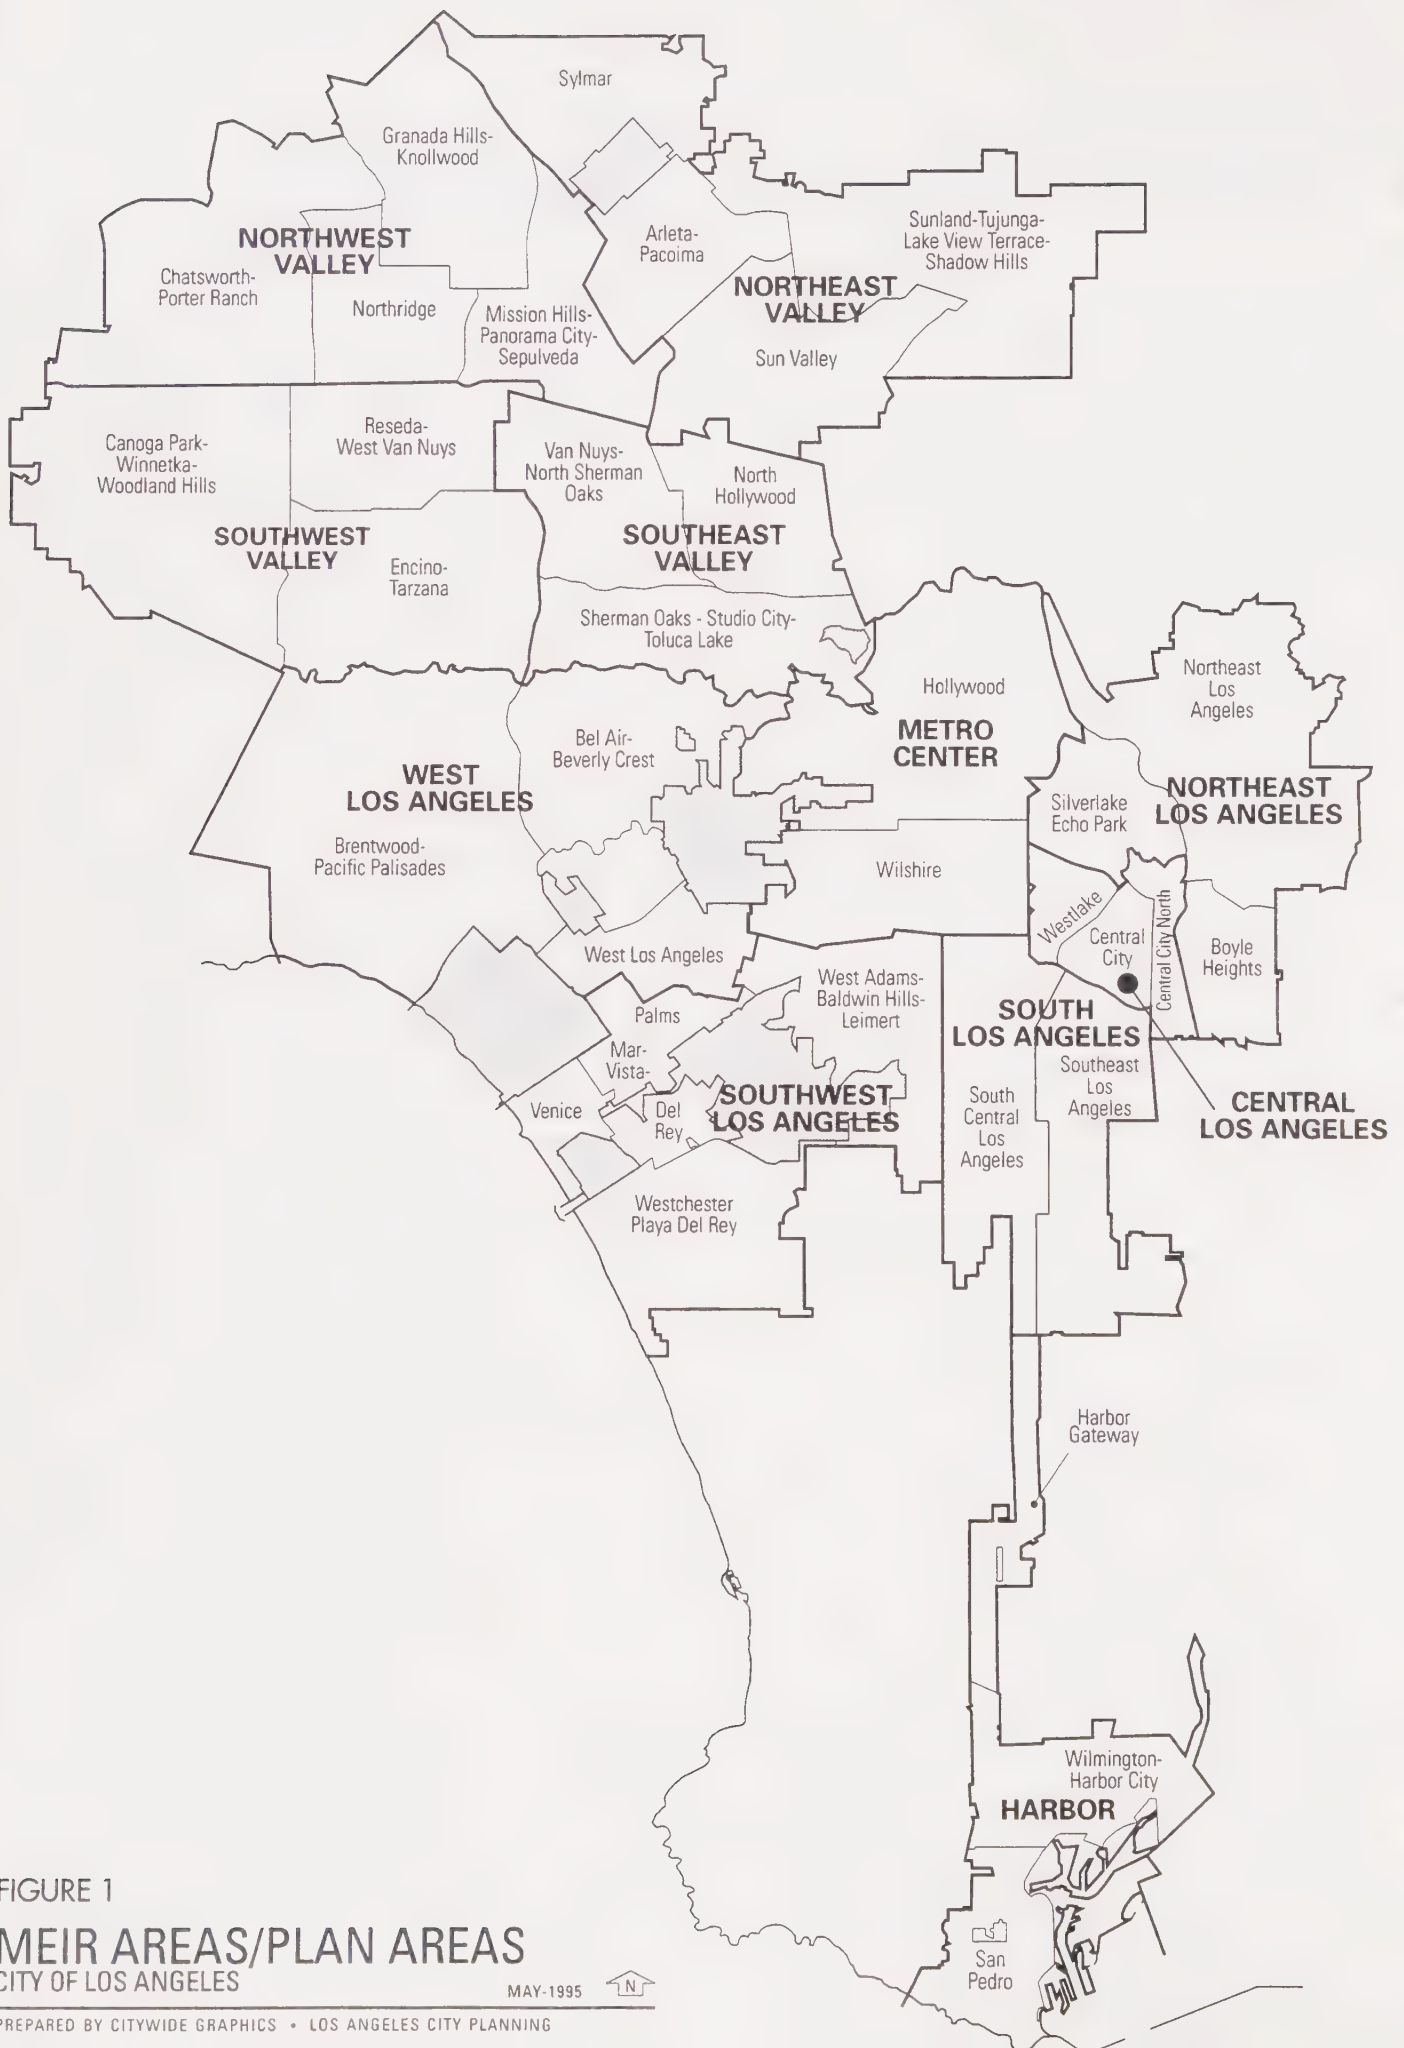 Sylmar
Granada Hills-
Knollwood
NORTHWEST
VALLEY
Chatsworth-
Porter Ranch
Northridge
Mission Hills-
Panorama City-
Sepulveda
Arleta-
Pacoima
Sunland-Tujunga-
Lake View Terrace-
Shadow Hills
NORTHEAST
VALLEY
Sun Valley
Canoga Park-
Winnetka-
Woodland Hills
Reseda-
West Van Nuys
SOUTHWEST
VALLEY
Encino-
Tarzana
Van Nuys-
North Sherman
Oaks
North
Hollywood
SOUTHEAST
VALLEY
Sherman Oaks - Studio City-
Toluca Lake
Hollywood
METRO
CENTER
Northeast
Los
Angeles
NORTHEAST
LOS ANGELES
Bel Air-
Beverly Crest
WEST
LOS ANGELES
Brentwood-
Pacific Palisades
Silverlake
Echo Park
Wilshire
Westlake
Central
City
Central City North
Boyle
Heights
West Los Angeles
West Adams-
Baldwin Hills-
Leimert
Palms
Mar-
Vista-
Del
Rey
Venice
SOUTHWEST
LOS ANGELES
SOUTH
LOS ANGELES
South
Central
Los
Angeles
Southeast
Los
Angeles
CENTRAL
LOS ANGELES
Westchester
Playa Del Rey
Harbor
Gateway
Wilmington-
Harbor City
HARBOR
San
Pedro
FIGURE 1
MEIR AREAS/PLAN AREAS
CITY OF LOS ANGELES
MAY-1995
N
PREPARED BY CITYWIDE GRAPHICS • LOS ANGELES CITY PLANNING